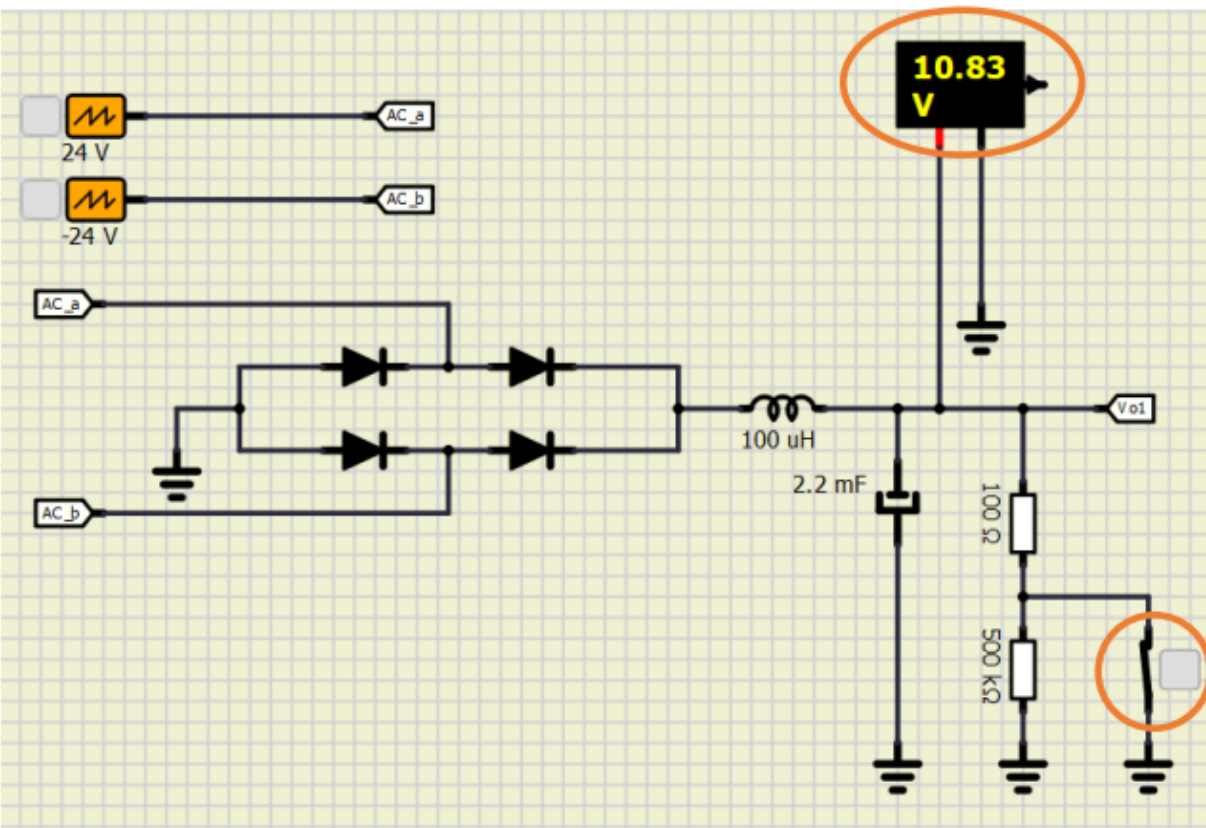 10.83
V
AC_a
24 V
AC_b
-24 V
AC_a
Vo1
100 uH
2.2 mF
100 Ω
AC_b
500 kΩ